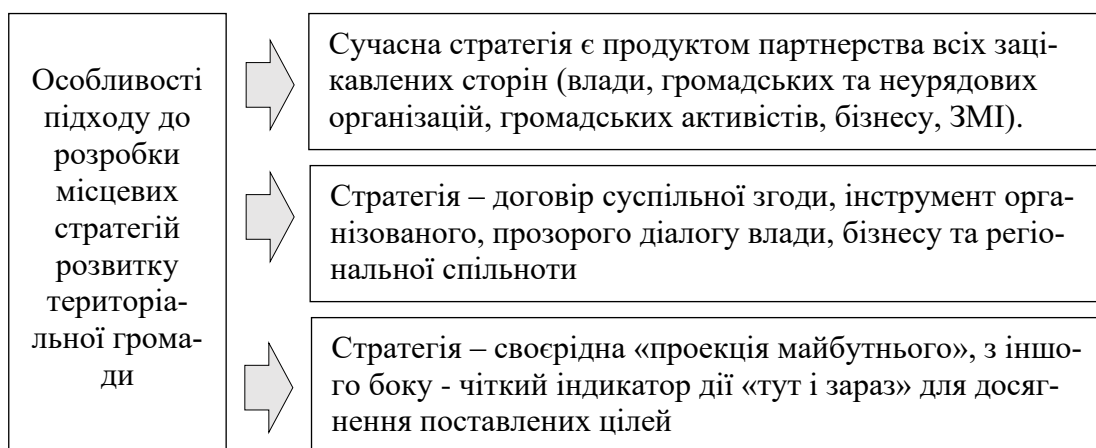 Особливості
підходу до
розробки
місцевих
стратегій
розвитку
територіа-
льної грома-
ди
Сучасна стратегія є продуктом партнерства всіх заці-
кавлених сторін (влади, громадських та неурядових
організацій, громадських активістів, бізнесу, ЗМІ).
Стратегія – договір суспільної згоди, інструмент орга-
нізованого, прозорого діалогу влади, бізнесу та регіо-
нальної спільноти
Стратегія – своєрідна «проекція майбутнього», з іншо-
го боку - чіткий індикатор дії «тут і зараз» для досяг-
нення поставлених цілей